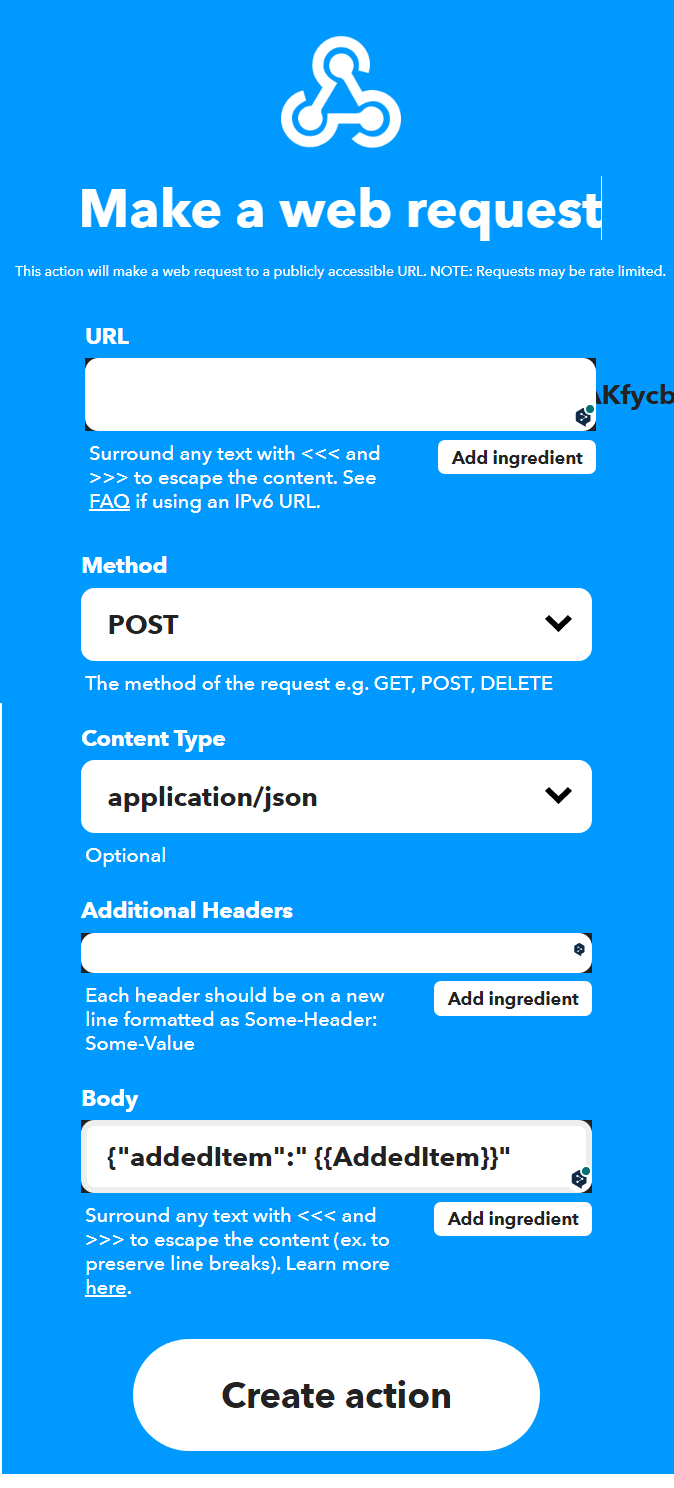 Make a web request
This action will make a web request to a publicly accessible URL. NOTE: Requests may be rate limited.
URL
AKfycb
Surround any text with <<< and
>>> to escape the content. See
FAQ if using an IPv6 URL.
Add ingredient
Method
POST
The method of the request e.g. GET, POST, DELETE
Content Type
application/json
Optional
Additional Headers
Each header should be on a new
line formatted as Some-Header:
Some-Value
Add ingredient
Body
{"addedItem":" {{AddedItem}}"
Surround any text with <<< and
>>> to escape the content (ex. to
preserve line breaks). Learn more
here.
Add ingredient
Create action